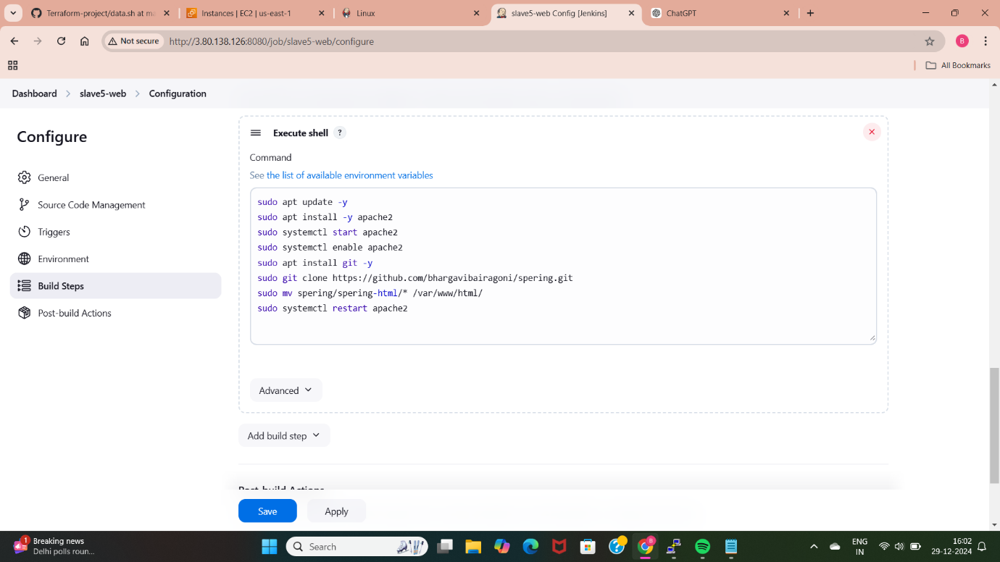 Terraform-project/data.sh at ma
Instances | EC2 | us-east-1
Linux
slave5-web Config [Jenkins]
ChatGPT
Not secure
http://3.80.138.126:8080/job/slave5-web/configure
B
All Bookmarks
Dashboard
slave5-web
Configuration
Configure
General
Source Code Management
Triggers
Environment
Build Steps
Post-build Actions
Execute shell ?
Command
See the list of available environment variables
sudo apt update -y
sudo apt install -y apache2
sudo systemctl start apache2
sudo systemctl enable apache2
sudo apt install git -y
sudo git clone https://github.com/bhargavibairagoni/spering.git
sudo mv spering/spering-html/* /var/www/html/
sudo systemctl restart apache2
Advanced
Add build step
Post-build Actions
Save
Apply
1
Breaking news
Delhi polls roun...
Search
B
ENG
IN
16:02
29-12-2024